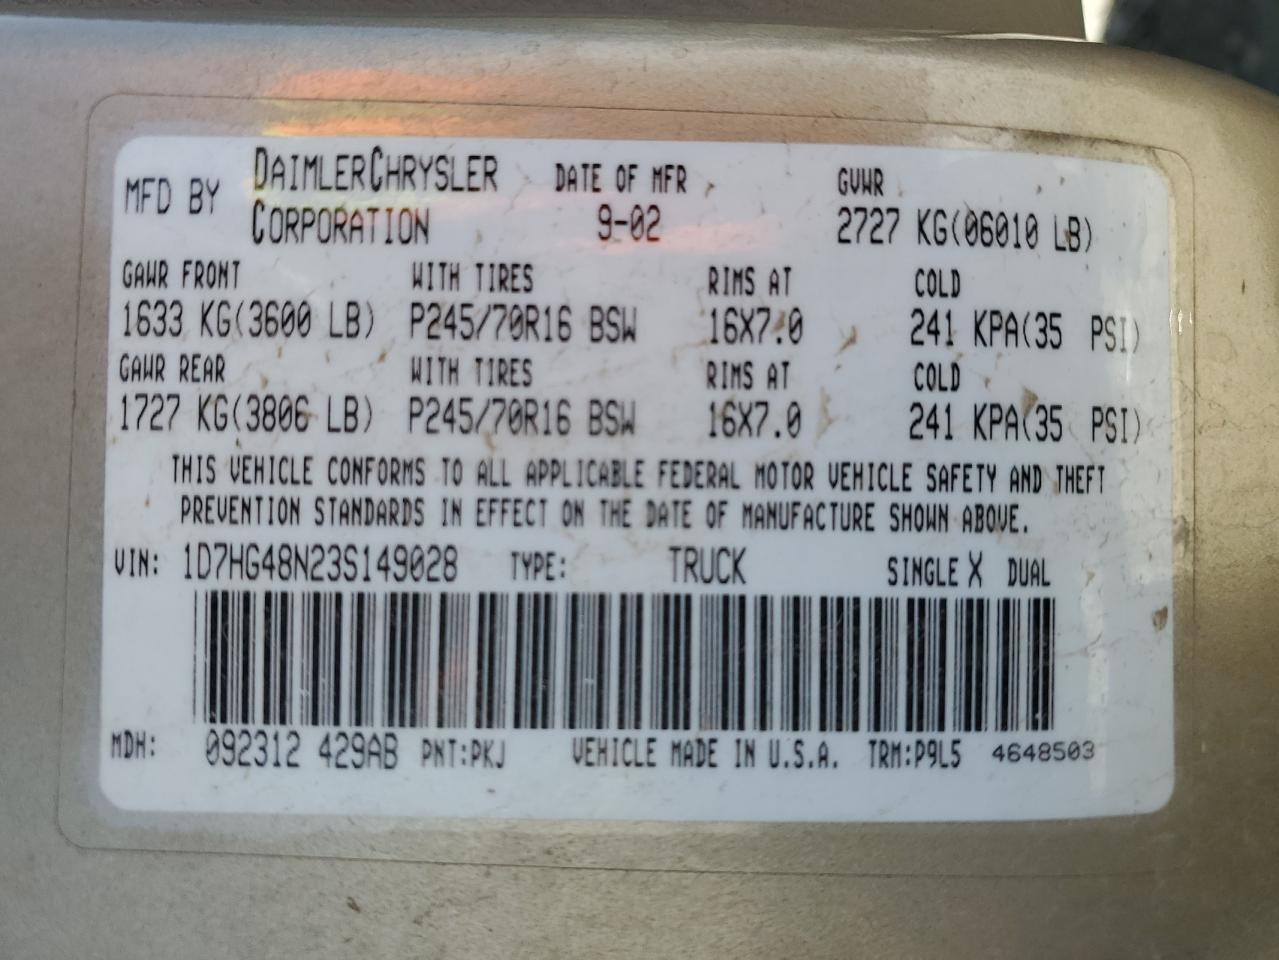 MFD BY DAIMLERCHRYSLER CORPORATION DATE OF MFR 9-02 GVWR 2727 KG(06010 LB)
GAWR FRONT WITH TIRES RIMS AT COLD
1633 KG(3600 LB) P245/70R16 BSW 16X7.0 241 KPA(35 PSI)
GAWR REAR WITH TIRES RIMS AT COLD
1727 KG(3806 LB) P245/70R16 BSW 16X7.0 241 KPA(35 PSI)
THIS VEHICLE CONFORMS TO ALL APPLICABLE FEDERAL MOTOR VEHICLE SAFETY AND THEFT
PREVENTION STANDARDS IN EFFECT ON THE DATE OF MANUFACTURE SHOWN ABOVE.
VIN: 1D7HG48N23S149028 TYPE: TRUCK SINGLE X DUAL
MDH: 092312 429AB PNT:PKJ VEHICLE MADE IN U.S.A. TRM:P9L5 4648503